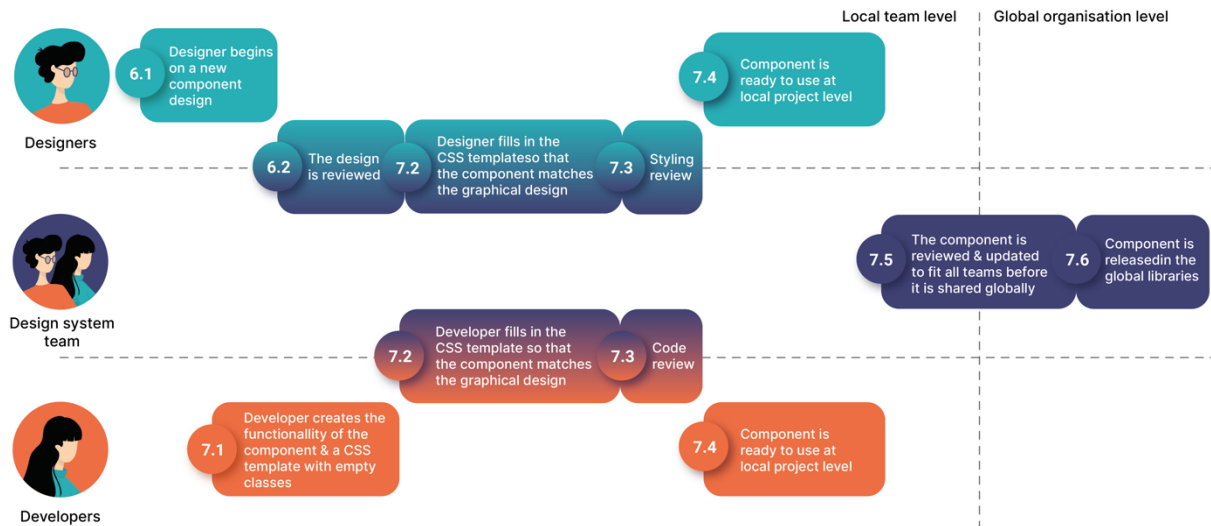 Local team level
Global organisation level
Designers
6.1
Designer begins
on a new
component
design
7.4
Component is
ready to use at
local project level
6.2
The design
is reviewed
7.2
Designer fills in the
CSS templateso that
the component matches
the graphical design
7.3
Styling
review
Design system
team
7.5
The component is
reviewed & updated
to fit all teams before
it is shared globally
7.6
Component is
releasedin the
global libraries
7.2
Developer fills in the
CSS template so that
the component matches
the graphical design
7.3
Code
review
Developers
7.1
Developer creates the
functionallity of the
component & a CSS
template with empty
classes
7.4
Component is
ready to use at
local project level